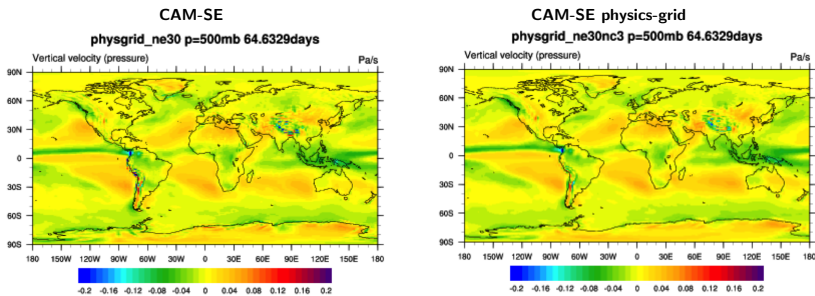 CAM-SE
physgrid_ne30 p=500mb 64.6329days
Vertical velocity (pressure) Pa/s
90N
60N
30N
0
30S
60S
90S
180 150W 120W 90W 60W 30W 0 30E 60E 90E 120E 150E 180
-0.2 -0.16 -0.12 -0.08 -0.04 0 0.04 0.08 0.12 0.16 0.2
CAM-SE physics-grid
physgrid_ne30nc3 p=500mb 64.6329days
Vertical velocity (pressure) Pa/s
90N
60N
30N
0
30S
60S
90S
180 150W 120W 90W 60W 30W 0 30E 60E 90E 120E 150E 180
-0.2 -0.16 -0.12 -0.08 -0.04 0 0.04 0.08 0.12 0.16 0.2